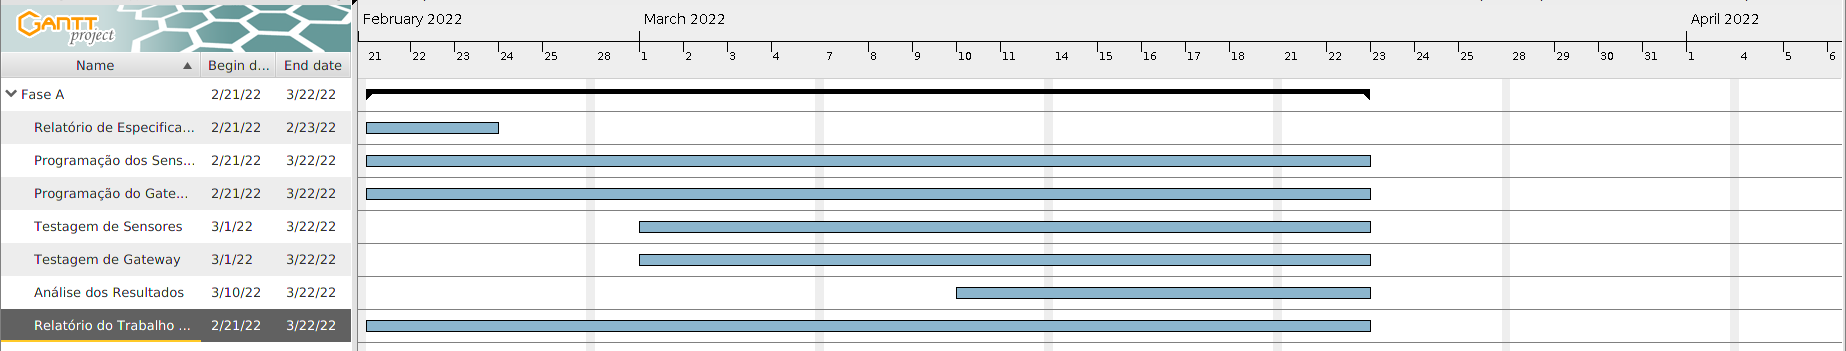 GANTT
project
February 2022 March 2022 April 2022
21 22 23 24 25 28 1 2 3 4 7 8 9 10 11 14 15 16 17 18 21 22 23 24 25 28 29 30 31 1 4 5 6
Name Begin d... End date
Fase A 2/21/22 3/22/22
Relatório de Especifica... 2/21/22 2/23/22
Programação dos Sens... 2/21/22 3/22/22
Programação do Gate... 2/21/22 3/22/22
Testagem de Sensores 3/1/22 3/22/22
Testagem de Gateway 3/1/22 3/22/22
Análise dos Resultados 3/10/22 3/22/22
Relatório do Trabalho ... 2/21/22 3/22/22